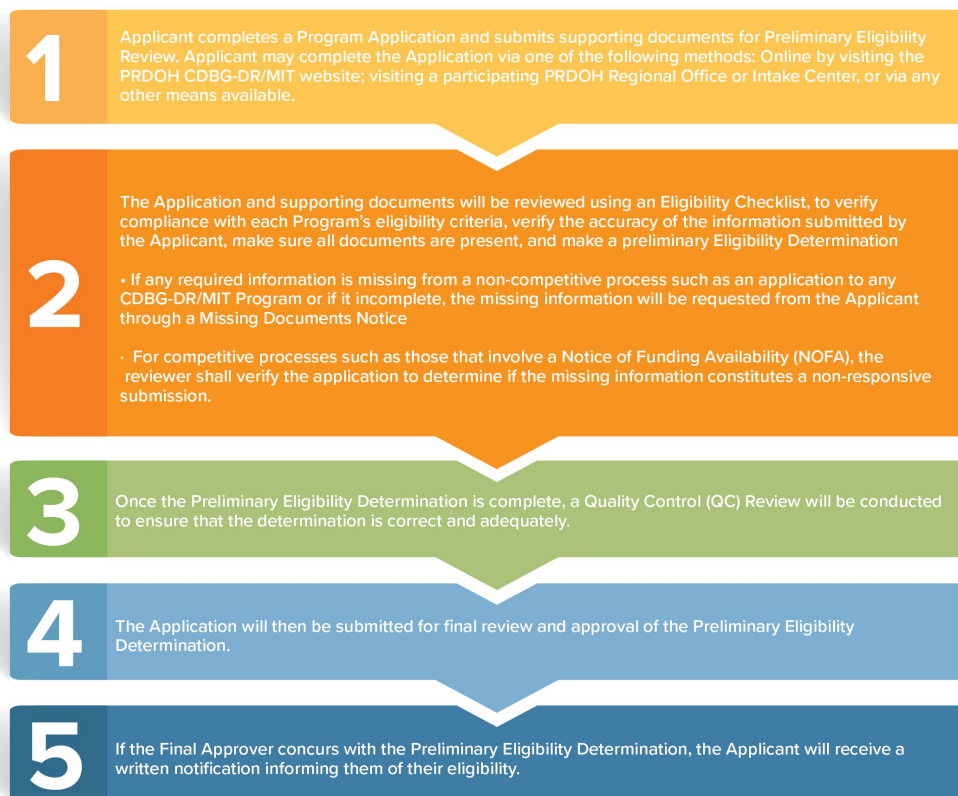 1
Applicant completes a Program Application and submits supporting documents for Preliminary Eligibility
Review. Applicant may complete the Application via one of the following methods: Online by visiting the
PRDOH CDBG-DR/MIT website; visiting a participating PRDOH Regional Office or Intake Center, or via any
other means available.
2
The Application and supporting documents will be reviewed using an Eligibility Checklist, to verify
compliance with each Program's eligibility criteria, verify the accuracy of the information submitted by
the Applicant, make sure all documents are present, and make a preliminary Eligibility Determination
• If any required information is missing from a non-competitive process such as an application to any
CDBG-DR/MIT Program or if it incomplete, the missing information will be requested from the Applicant
through a Missing Documents Notice
· For competitive processes such as those that involve a Notice of Funding Availability (NOFA), the
reviewer shall verify the application to determine if the missing information constitutes a non-responsive
submission.
3
Once the Preliminary Eligibility Determination is complete, a Quality Control (QC) Review will be conducted
to ensure that the determination is correct and adequately.
4
The Application will then be submitted for final review and approval of the Preliminary Eligibility
Determination.
5
If the Final Approver concurs with the Preliminary Eligibility Determination, the Applicant will receive a
written notification informing them of their eligibility.